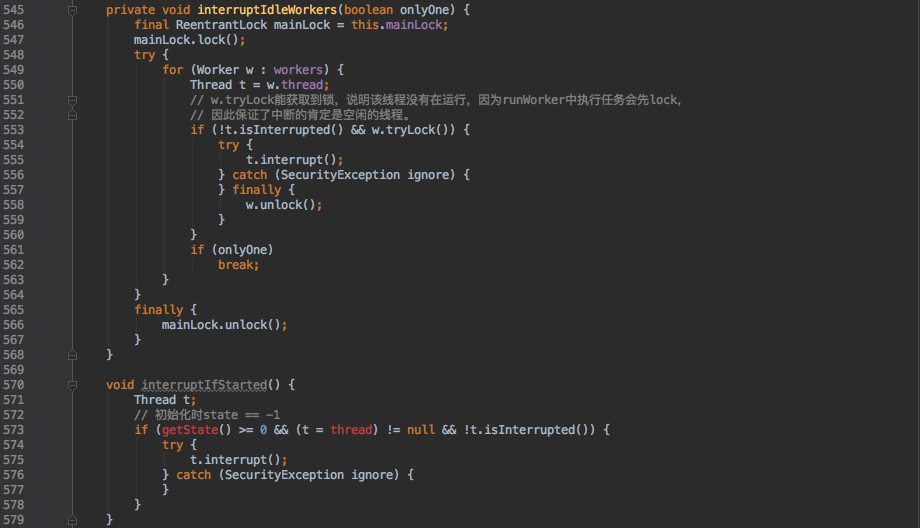 545 private void interruptIdleWorkers(boolean onlyOne) {
546 final ReentrantLock mainLock = this.mainLock;
547 mainLock.lock();
548 try {
549 for (Worker w : workers) {
550 Thread t = w.thread;
551 // w.tryLock能获取到锁，说明该线程没有在运行，因为runWorker中执行任务会先lock，
552 // 因此保证了中断的肯定是空闲的线程。
553 if (!t.isInterrupted() && w.tryLock()) {
554 try {
555 t.interrupt();
556 } catch (SecurityException ignore) {
557 } finally {
558 w.unlock();
559 }
560 }
561 if (onlyOne)
562 break;
563 }
564 }
565 finally {
566 mainLock.unlock();
567 }
568 }
569
570 void interruptIfStarted() {
571 Thread t;
572 // 初始化时state == -1
573 if (getState() >= 0 && (t = thread) != null && !t.isInterrupted()) {
574 try {
575 t.interrupt();
576 } catch (SecurityException ignore) {
577 }
578 }
579 }